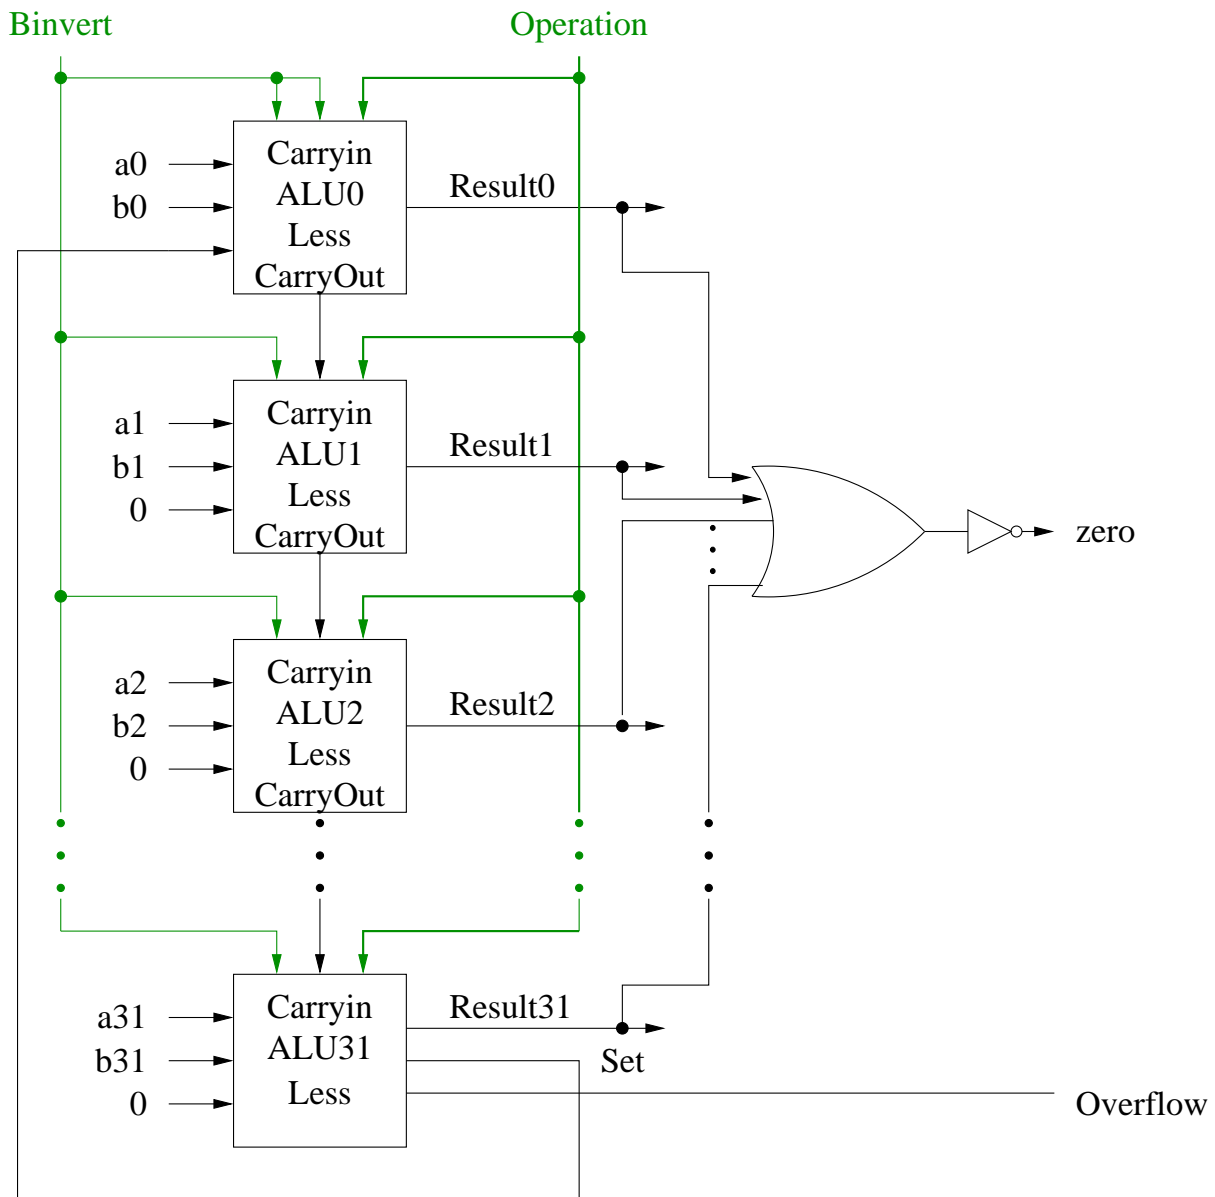 Binvert
Operation
a0
b0
Carryin
ALU0
Less
CarryOut
Result0
a1
b1
0
Carryin
ALU1
Less
CarryOut
Result1
zero
a2
b2
0
Carryin
ALU2
Less
CarryOut
Result2
a31
b31
0
Carryin
ALU31
Less
Result31
Set
Overflow